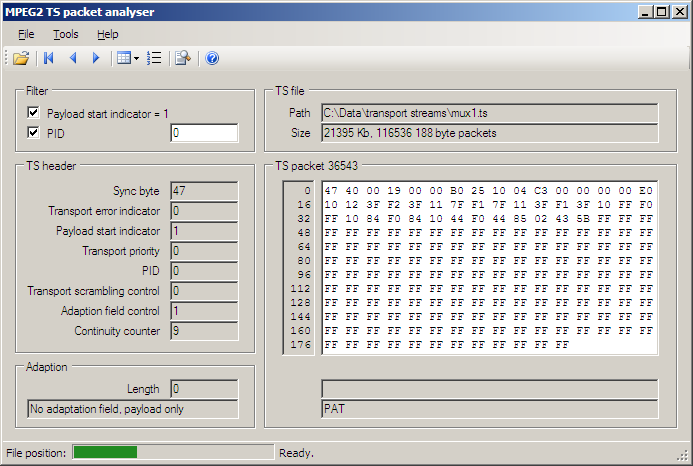 MPEG2 TS packet analyser
File Tools Help
Filter
Payload start indicator = 1
PID 0
TS file
Path C:\Data\transport streams\mux1.ts
Size 21395 Kb, 116536 188 byte packets
TS header
Sync byte 47
Transport error indicator 0
Payload start indicator 1
Transport priority 0
PID 0
Transport scrambling control 0
Adaption field control 1
Continuity counter 9
Adaption
Length 0
No adaptation field, payload only
TS packet 36543
0 47 40 00 19 00 00 B0 25 10 04 C3 00 00 00 00 E0
16 10 12 3F F2 3F 11 7F F1 7F 11 3F F1 3F 10 FF F0
32 FF 10 84 F0 84 10 44 F0 44 85 02 43 5B FF FF FF
48 FF FF FF FF FF FF FF FF FF FF FF FF FF FF FF FF
64 FF FF FF FF FF FF FF FF FF FF FF FF FF FF FF FF
80 FF FF FF FF FF FF FF FF FF FF FF FF FF FF FF FF
96 FF FF FF FF FF FF FF FF FF FF FF FF FF FF FF FF
112 FF FF FF FF FF FF FF FF FF FF FF FF FF FF FF FF
128 FF FF FF FF FF FF FF FF FF FF FF FF FF FF FF FF
144 FF FF FF FF FF FF FF FF FF FF FF FF FF FF FF FF
160 FF FF FF FF FF FF FF FF FF FF FF FF FF FF FF FF
176 FF FF FF FF FF FF FF FF FF FF FF FF
PAT
File position: Ready.